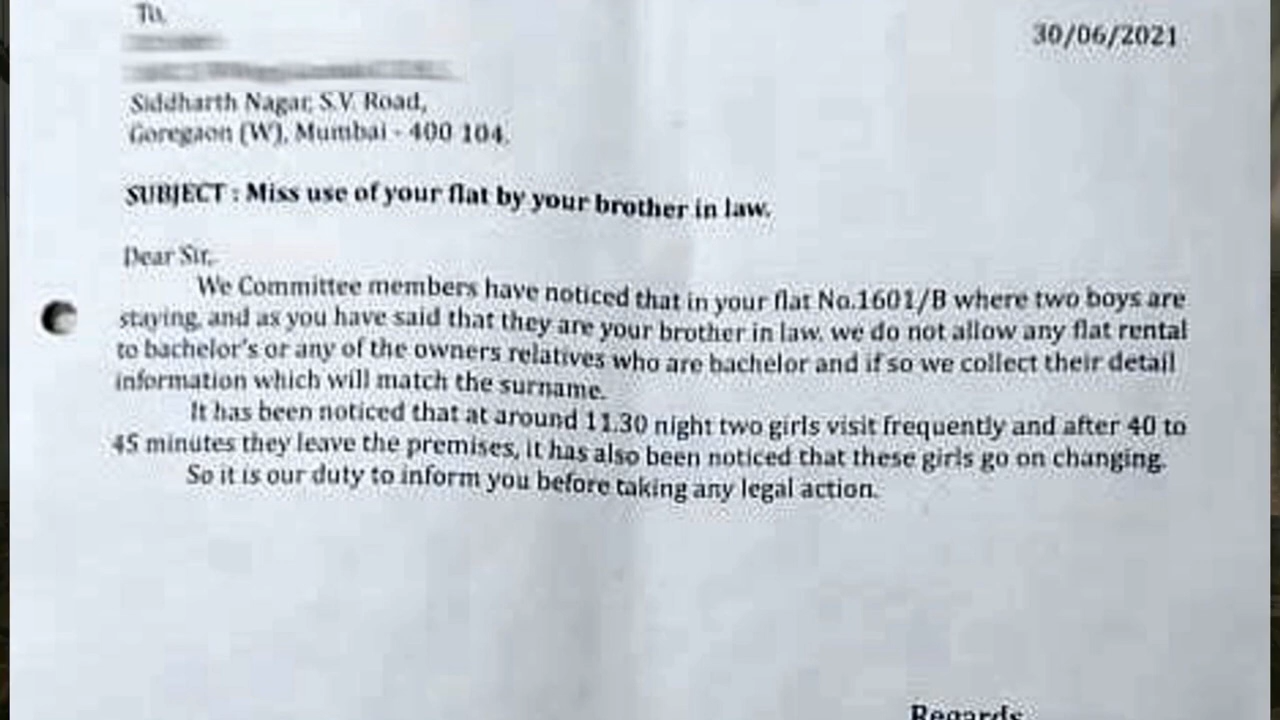 To,
30/06/2021
Siddharth Nagar, S.V. Road,
Goregaon (W), Mumbai - 400 104.
SUBJECT : Miss use of your flat by your brother in law.
Dear Sir,
We Committee members have noticed that in your flat No.1601/B where two boys are
staying, and as you have said that they are your brother in law, we do not allow any flat rental
to bachelor's or any of the owners relatives who are bachelor and if so we collect their detail
information which will match the surname.
It has been noticed that at around 11.30 night two girls visit frequently and after 40 to
45 minutes they leave the premises, it has also been noticed that these girls go on changing.
So it is our duty to inform you before taking any legal action.
Regards